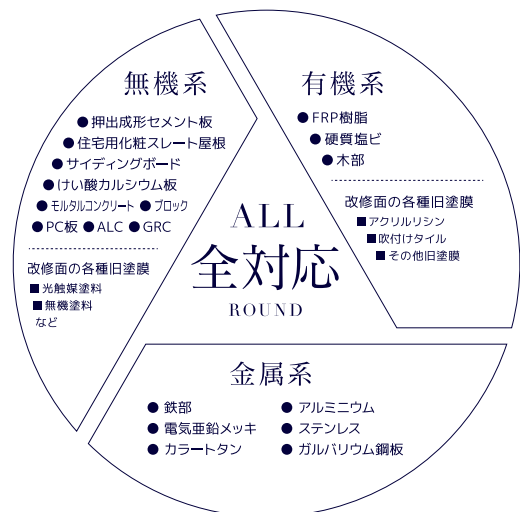 無機系
●押出成形セメント板
●住宅用化粧スレート屋根
●サイディングボード
●けい酸カルシウム板
●モルタルコンクリート ●ブロック
●PC板 ●ALC ●GRC
改修面の各種旧塗膜
■光触媒塗料
■無機塗料
など
有機系
●FRP樹脂
●硬質塩ビ
●木部
改修面の各種旧塗膜
■アクリルリシン
■吹付けタイル
■その他旧塗膜
ALL
全対応
ROUND
金属系
●鉄部
●電気亜鉛メッキ
●カラートタン
●アルミニウム
●ステンレス
●ガルバリウム鋼板